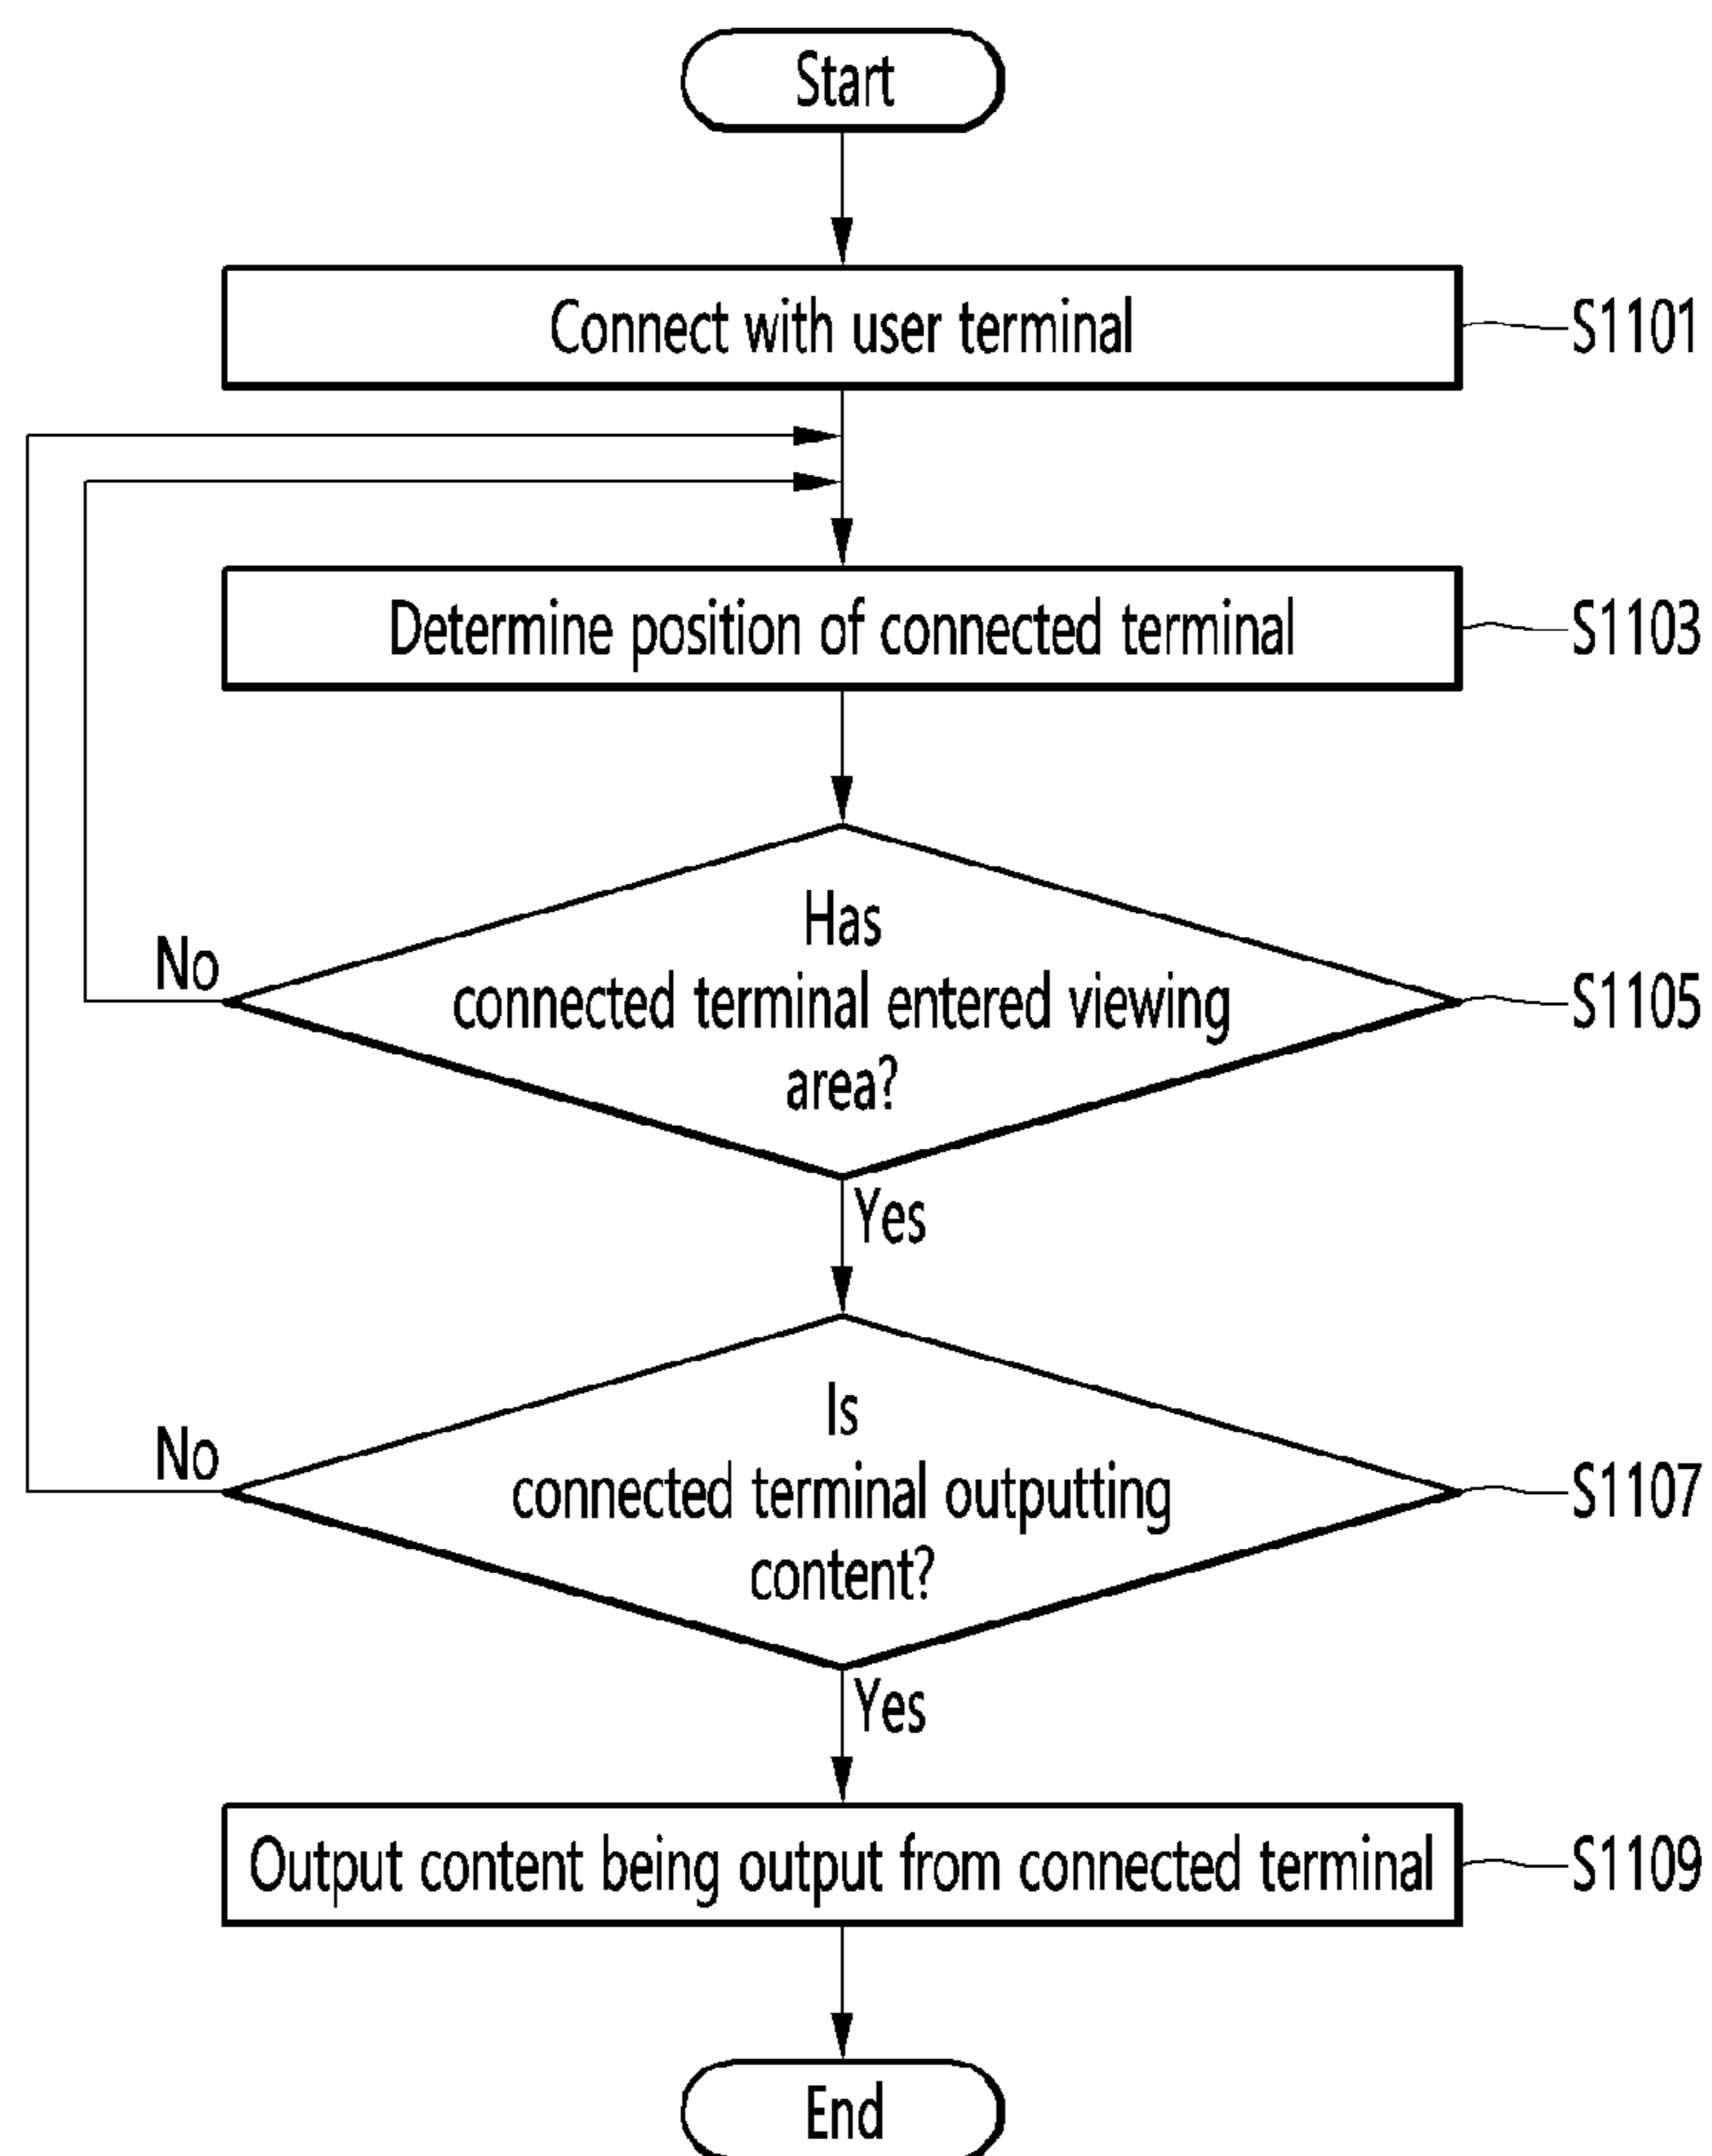 Start
Connect with user terminal
S1101
Determine position of connected terminal
S1103
Has
connected terminal entered viewing
area?
S1105
No
Yes
Is
connected terminal outputting
content?
S1107
No
Yes
Output content being output from connected terminal
S1109
End